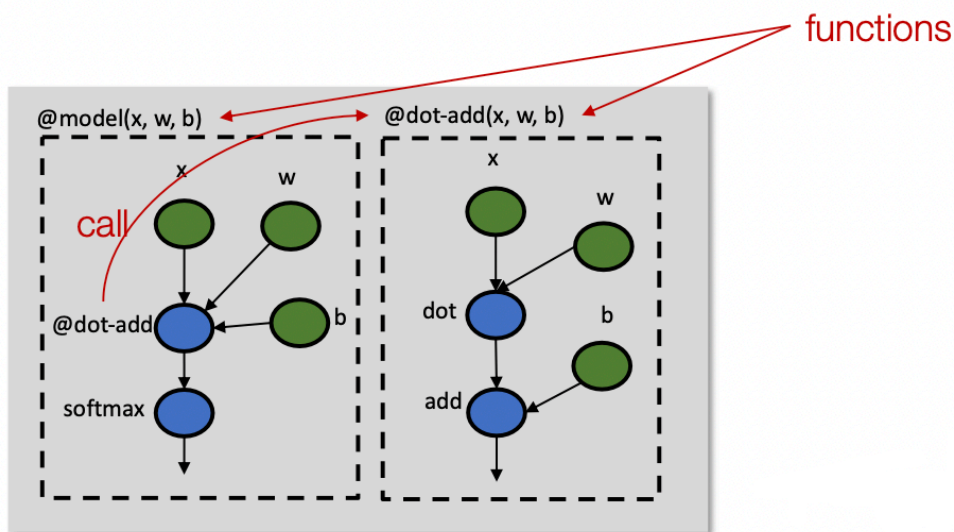 functions
@model(x, w, b)
@dot-add(x, w, b)
x
w
call
@dot-add
b
softmax
x
w
dot
b
add